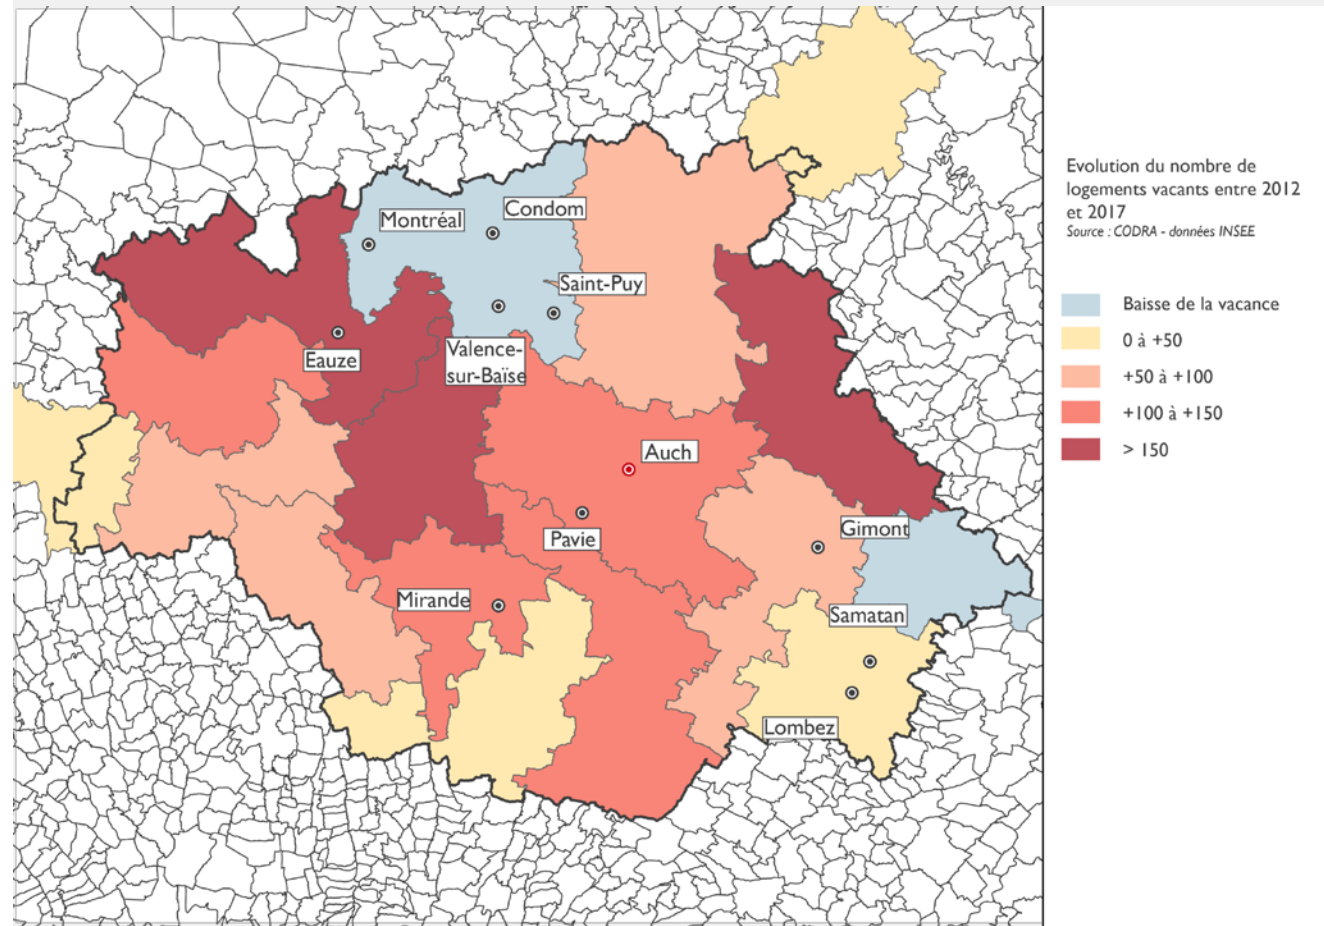 Montréal
Condom
Saint-Puy
Eauze
Valence-
sur-Baïse
Auch
Pavie
Gimont
Mirande
Samatan
Lombez
Evolution du nombre de
logements vacants entre 2012
et 2017
Source : CODRA - données INSEE
Baisse de la vacance
0 à +50
+50 à +100
+100 à +150
> 150